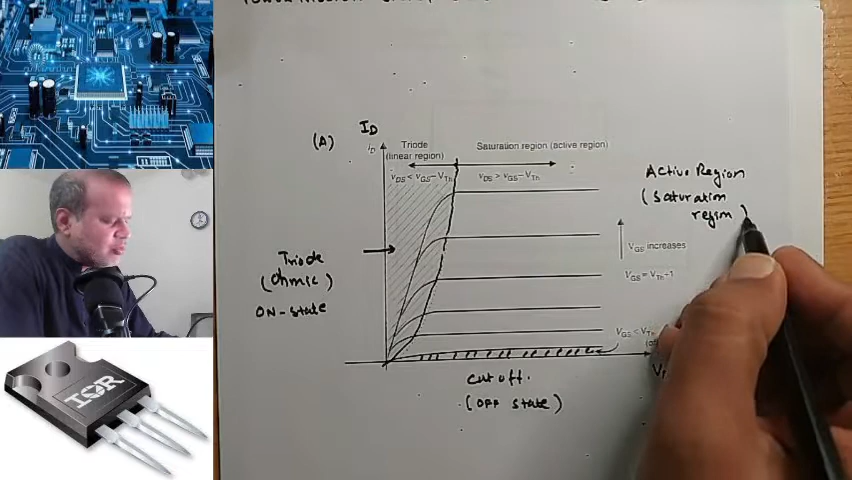 (A)
ID
iD
Triode
(linear region)
Saturation region (active region)
vDS < vGS-VTh
vDS > vGS-VTh
Active Region
(saturation
region)
Triode
(ohmic)
ON-state
VGS increases
VGS = VTh+1
VGS < VTh
cut off.
(OFF state)
IOR